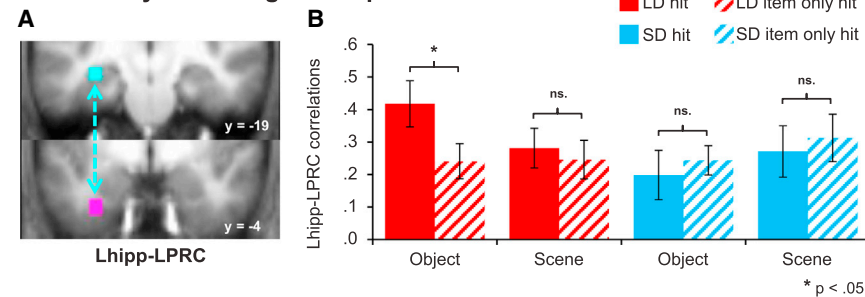 A
y = -19
y = -4
Lhipp-LPRC
B
LD hit
LD item only hit
SD hit
SD item only hit
Lhipp-LPRC correlations
.6
.5
.4
.3
.2
.1
.0
*
ns.
ns.
ns.
Object
Scene
Object
Scene
* p < .05